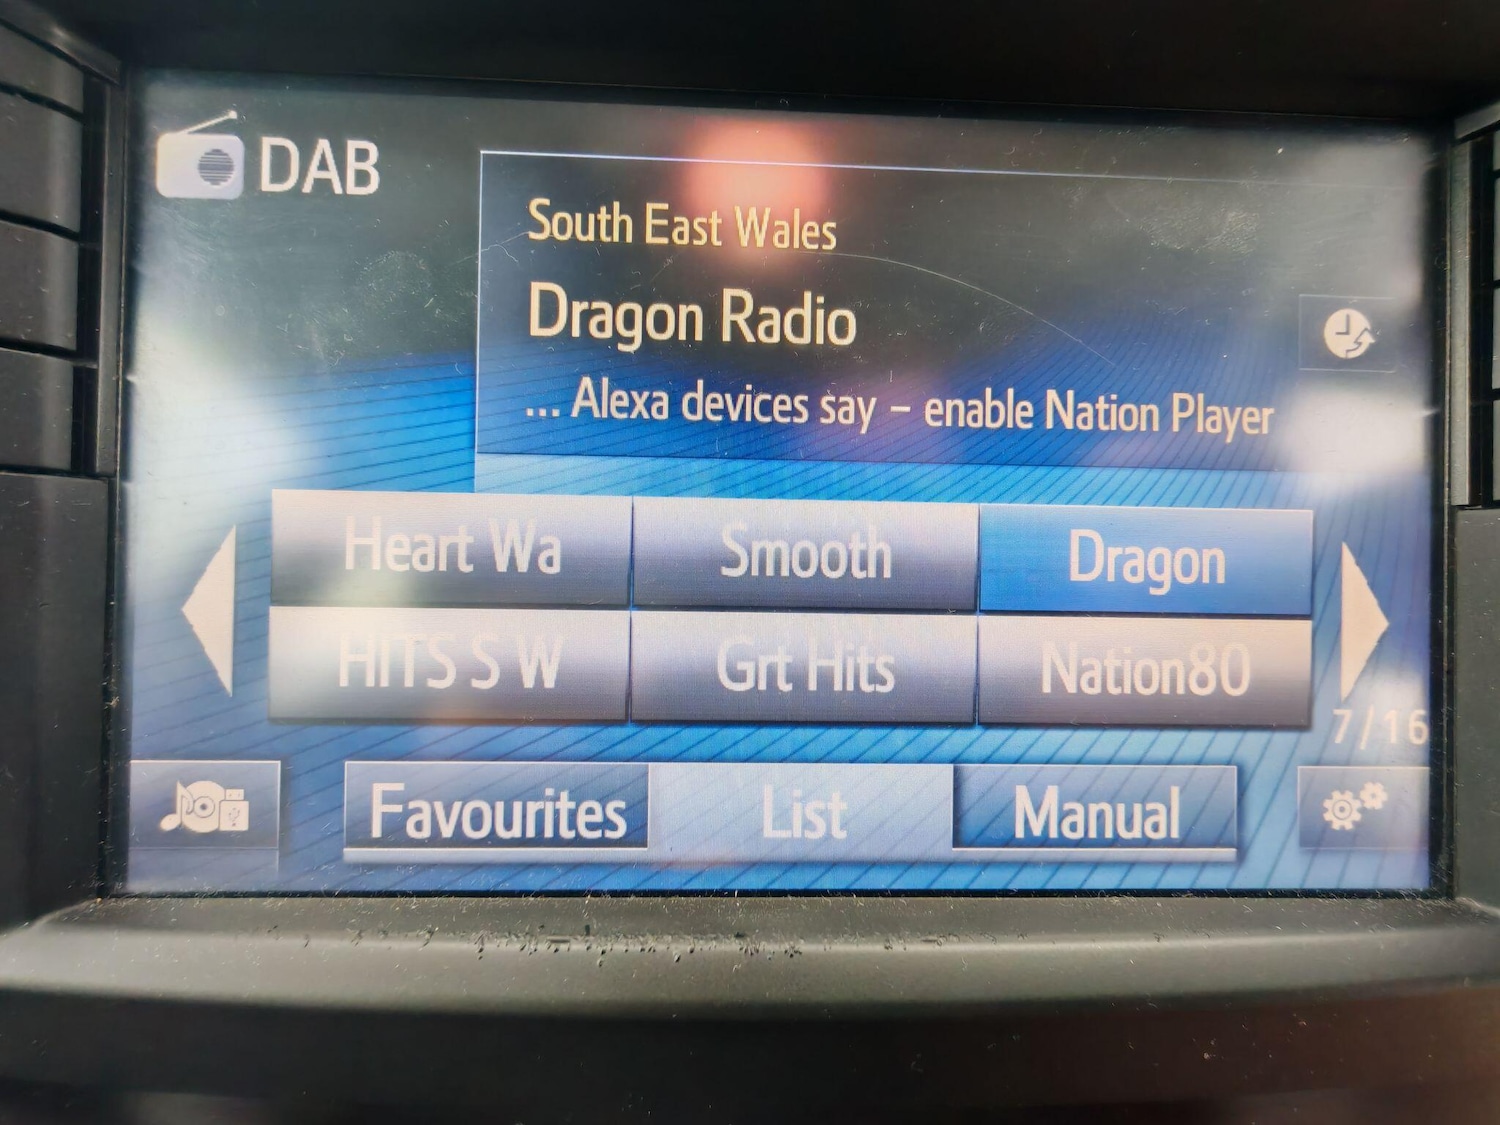 DAB
South East Wales
Dragon Radio
... Alexa devices say – enable Nation Player
Heart Wa Smooth Dragon
HITS S W Grt Hits Nation80
7/16
Favourites List Manual